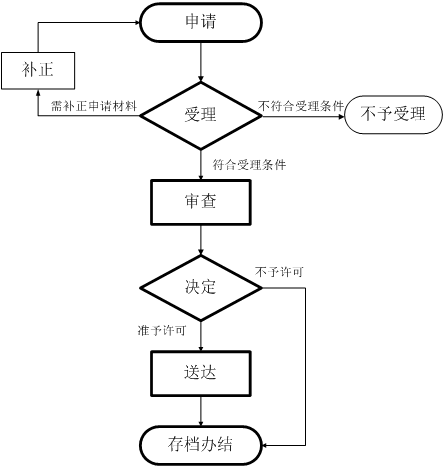 申请
补正
需补正申请材料
受理
不符合受理条件
不予受理
符合受理条件
审查
决定
不予许可
准予许可
送达
存档办结